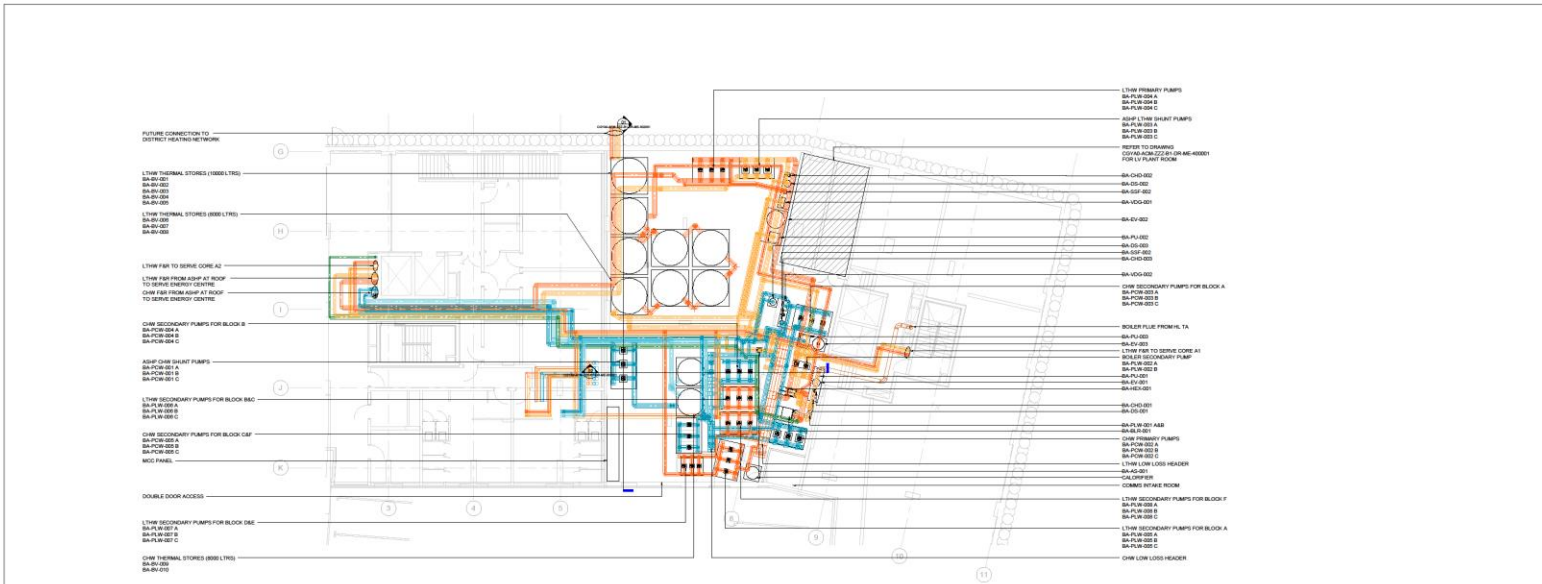 FUTURE CONNECTION TO
DISTRICT HEATING NETWORK
LTHW THERMAL STORES (10000 LTRS)
BA-BV-001
BA-BV-002
BA-BV-003
BA-BV-004
BA-BV-005
LTHW THERMAL STORES (8000 LTRS)
BA-BV-006
BA-BV-007
BA-BV-008
LTHW F&R TO SERVE CORE A2
LTHW F&R FROM ASHP AT ROOF
TO SERVE ENERGY CENTRE
CHW F&R FROM ASHP AT ROOF
TO SERVE ENERGY CENTRE
CHW SECONDARY PUMPS FOR BLOCK B
BA-PCW-004 A
BA-PCW-004 B
BA-PCW-004 C
ASHP CHW SHUNT PUMPS
BA-PCW-001 A
BA-PCW-001 B
BA-PCW-001 C
LTHW SECONDARY PUMPS FOR BLOCK B&C
BA-PLW-006 A
BA-PLW-006 B
BA-PLW-006 C
CHW SECONDARY PUMPS FOR BLOCK C&F
BA-PCW-005 A
BA-PCW-005 B
BA-PCW-005 C
MCC PANEL
DOUBLE DOOR ACCESS
LTHW SECONDARY PUMPS FOR BLOCK D&E
BA-PLW-007 A
BA-PLW-007 B
BA-PLW-007 C
CHW THERMAL STORES (8000 LTRS)
BA-BV-009
BA-BV-010
G
H
I
J
K
3
4
5
8
9
10
11
LTHW PRIMARY PUMPS
BA-PLW-004 A
BA-PLW-004 B
BA-PLW-004 C
ASHP LTHW SHUNT PUMPS
BA-PLW-003 A
BA-PLW-003 B
BA-PLW-003 C
REFER TO DRAWNG
CGYAD-ACM-ZZZ-B1-DR-ME-400001
FOR LV PLANT ROOM
BA-CHD-002
BA-DS-002
BA-SSF-002
BA-VDG-001
BA-EV-002
BA-PU-002
BA-DS-003
BA-SSF-002
BA-CHD-003
BA-VDG-002
CHW SECONDARY PUMPS FOR BLOCK A
BA-PCW-003 A
BA-PCW-003 B
BA-PCW-003 C
BOILER FLUE FROM HL TA
BA-PU-003
BA-EV-003
LTHW F&R TO SERVE CORE A1
BOILER SECONDARY PUMP
BA-PLW-002 A
BA-PLW-002 B
BA-PU-001
BA-EV-001
BA-HEX-001
BA-CHD-001
BA-DS-001
BA-PLW-001 A&B
BA-BLR-001
CHW PRIMARY PUMPS
BA-PCW-002 A
BA-PCW-002 B
BA-PCW-002 C
LTHW LOW LOSS HEADER
BA-AS-001
CALORIFIER
COMMS INTAKE ROOM
LTHW SECONDARY PUMPS FOR BLOCK F
BA-PLW-008 A
BA-PLW-008 B
BA-PLW-008 C
LTHW SECONDARY PUMPS FOR BLOCK A
BA-PLW-005 A
BA-PLW-005 B
BA-PLW-005 C
CHW LOW LOSS HEADER